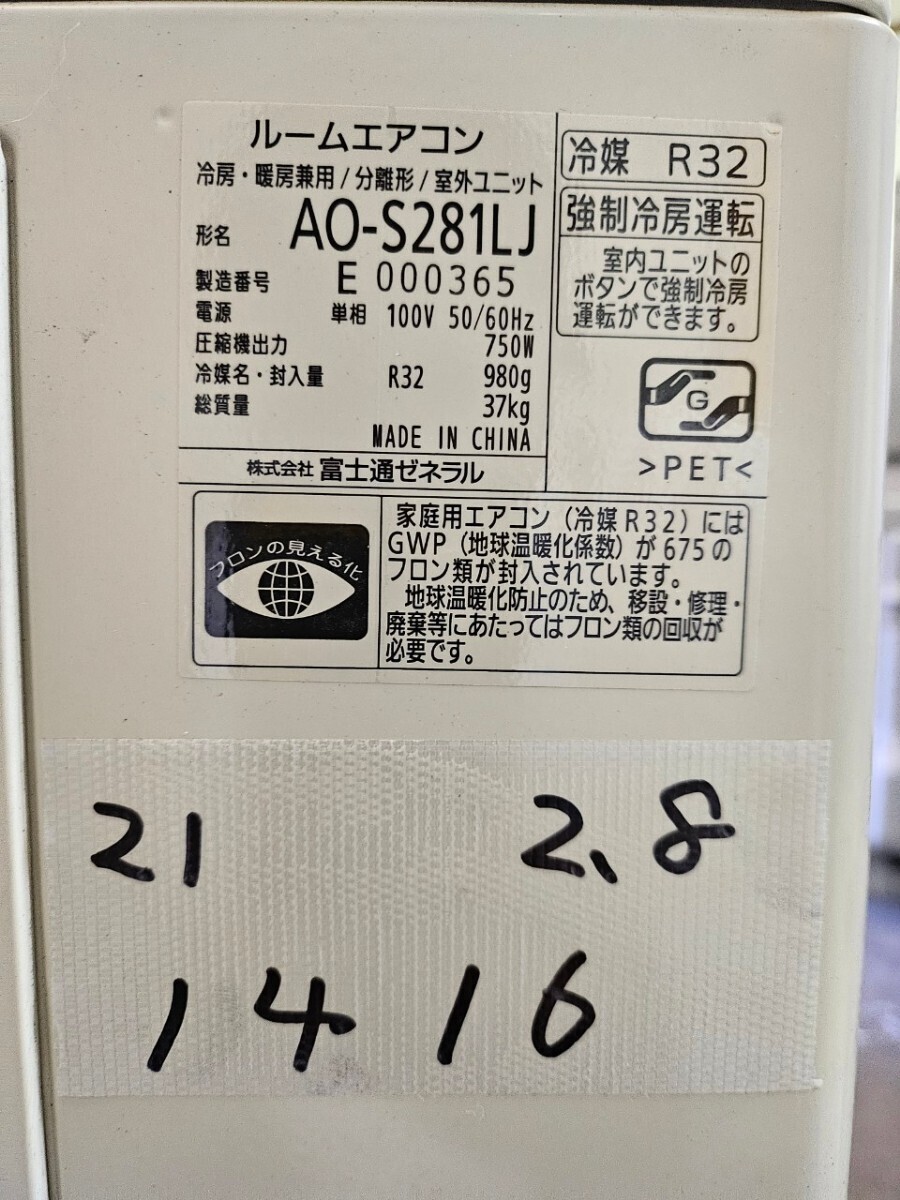 ルームエアコン
冷房・暖房兼用/分離形/室外ユニット
形名 AO-S281LJ
製造番号 E 000365
電源 単相 100V 50/60Hz
圧縮機出力 750W
冷媒名・封入量 R32 980g
総質量 37kg
MADE IN CHINA
株式会社 富士通ゼネラル
冷媒 R32
強制冷房運転
室内ユニットの
ボタンで強制冷房
運転ができます。
G
>PET<
フロンの見える化
家庭用エアコン(冷媒R32)には
GWP(地球温暖化係数)が675の
フロン類が封入されています。
地球温暖化防止のため、移設・修理・
廃棄等にあたってはフロン類の回収が
必要です。
21 2.8
1416